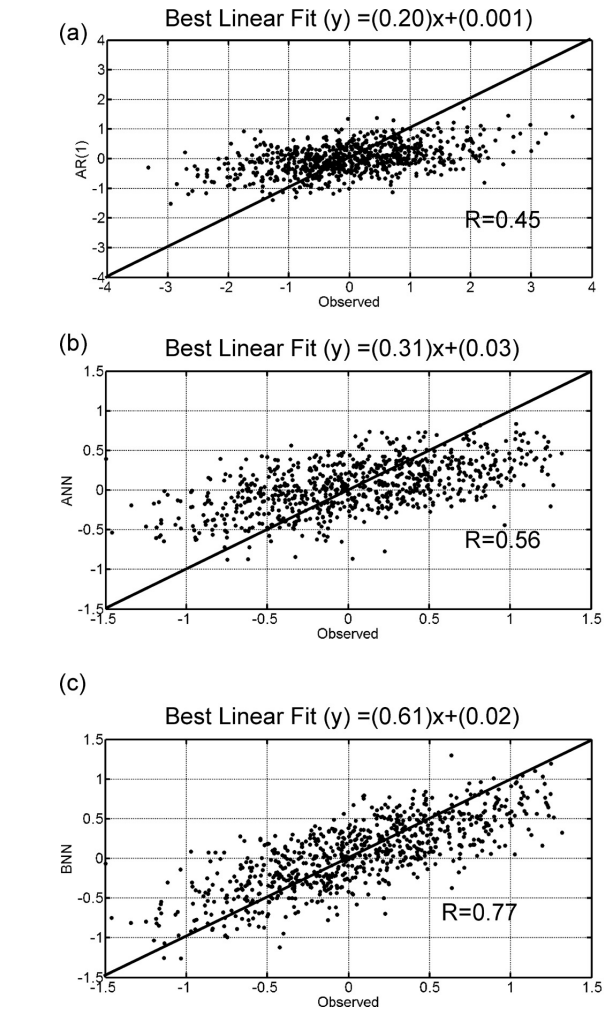 (a)
Best Linear Fit (y) =(0.20)x+(0.001)
4
3
2
1
0
-1
-2
-3
-4
AR(1)
R=0.45
-4 -3 -2 -1 0 1 2 3 4
Observed
(b)
Best Linear Fit (y) =(0.31)x+(0.03)
1.5
1
0.5
0
-0.5
-1
-1.5
ANN
R=0.56
-1.5 -1 -0.5 0 0.5 1 1.5
Observed
(c)
Best Linear Fit (y) =(0.61)x+(0.02)
1.5
1
0.5
0
-0.5
-1
-1.5
BNN
R=0.77
-1.5 -1 -0.5 0 0.5 1 1.5
Observed